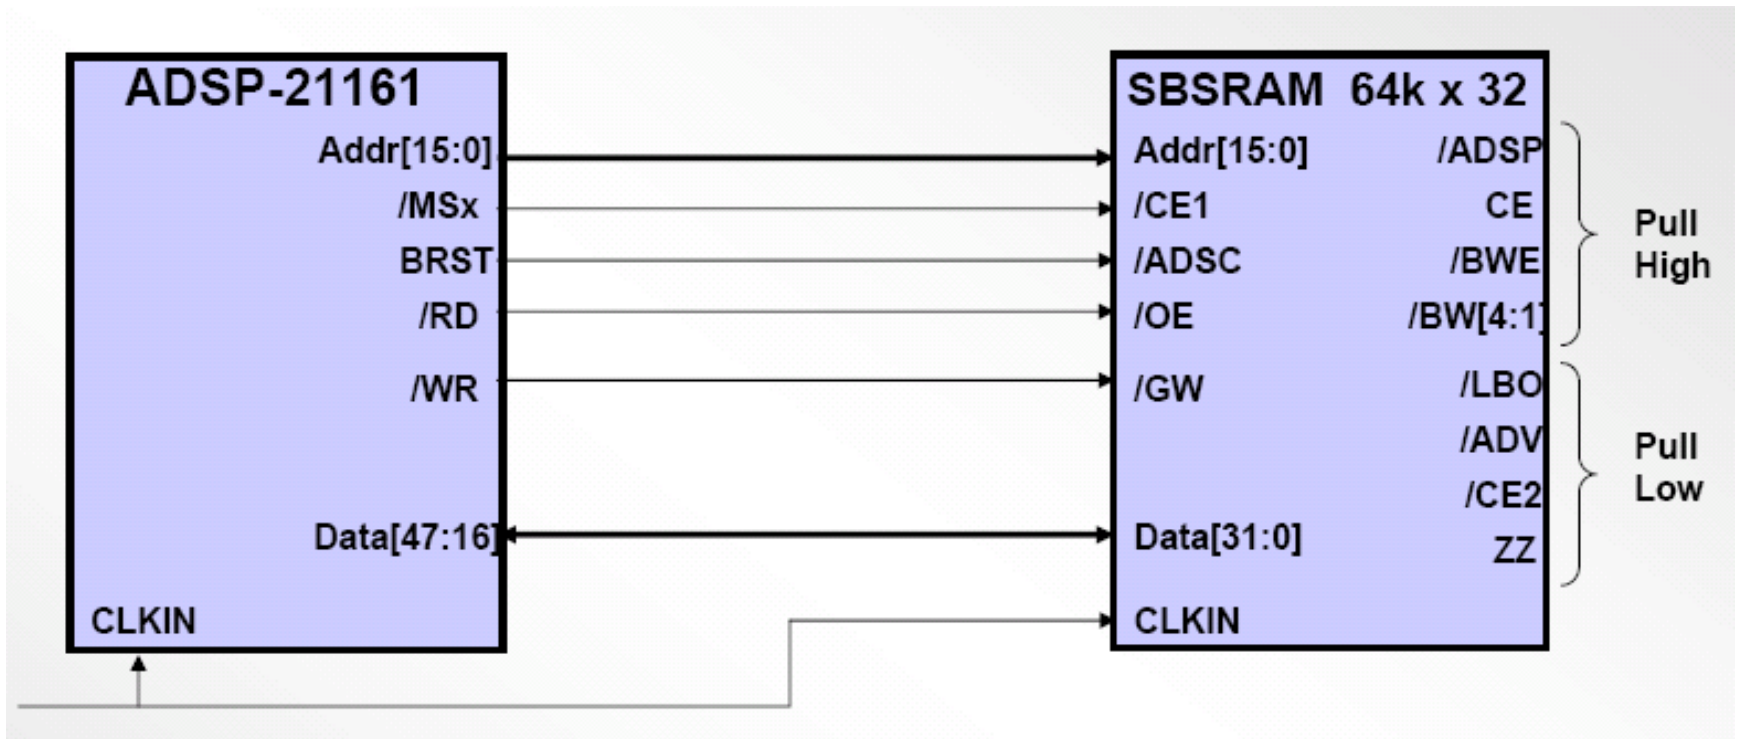 ADSP-21161
Addr[15:0]
/MSx
BRST
/RD
/WR
Data[47:16]
CLKIN
SBSRAM 64k x 32
Addr[15:0] /ADSP
/CE1 CE
/ADSC /BWE
/OE /BW[4:1]
/GW /LBO
/ADV
/CE2
Data[31:0] ZZ
CLKIN
Pull
High
Pull
Low